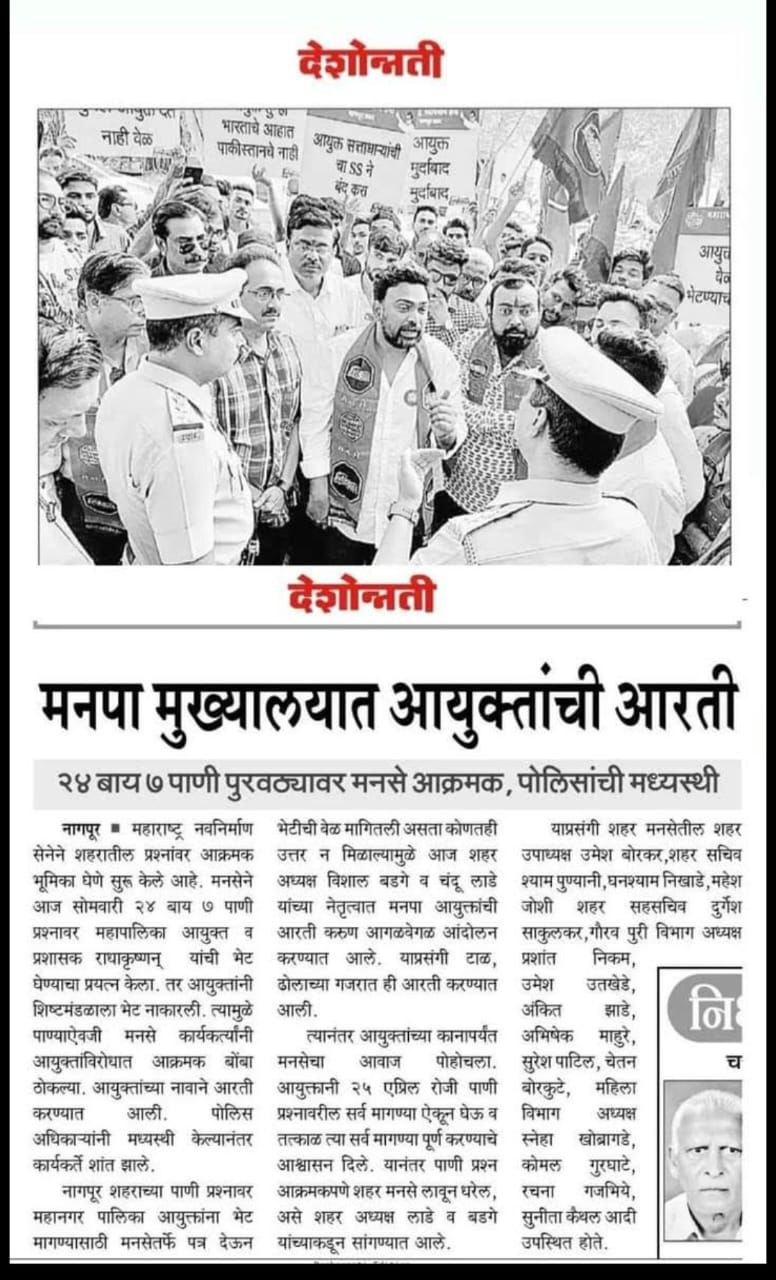 देशोन्नती
नाही वेळ
भारताचे आहात
पाकीस्तानचे नाही
आयुक्त सत्ताधाऱ्यांची
चा SS ने
बंद करा
आयुक्त
मुर्दाबाद
मुर्दाबाद
आयुक्त
वेळ
भेटण्याच
देशोन्नती
मनपा मुख्यालयात आयुक्तांची आरती
२४ बाय ७ पाणी पुरवठ्यावर मनसे आक्रमक, पोलिसांची मध्यस्थी
नागपूर ■ महाराष्ट्र नवनिर्माण
सेनेने शहरातील प्रश्नांवर आक्रमक
भूमिका घेणे सुरू केले आहे. मनसेने
आज सोमवारी २४ बाय ७ पाणी
प्रश्नावर महापालिका आयुक्त व
प्रशासक राधाकृष्णन् यांची भेट
घेण्याचा प्रयत्न केला. तर आयुक्तांनी
शिष्टमंडळाला भेट नाकारली. त्यामुळे
पाण्याऐवजी मनसे कार्यकर्त्यांनी
आयुक्तांविरोधात आक्रमक बोंबा
ठोकल्या. आयुक्तांच्या नावाने आरती
करण्यात आली. पोलिस
अधिकाऱ्यांनी मध्यस्थी केल्यानंतर
कार्यकर्ते शांत झाले.
नागपूर शहराच्या पाणी प्रश्नावर
महानगर पालिका आयुक्तांना भेट
मागण्यासाठी मनसेतर्फे पत्र देऊन
भेटीची वेळ मागितली असता कोणतही
उत्तर न मिळाल्यामुळे आज शहर
अध्यक्ष विशाल बडगे व चंदू लाडे
यांच्या नेतृत्वात मनपा आयुक्तांची
आरती करुण आगळवेगळ आंदोलन
करण्यात आले. याप्रसंगी टाळ,
ढोलाच्या गजरात ही आरती करण्यात
आली.
त्यानंतर आयुक्तांच्या कानापर्यंत
मनसेचा आवाज पोहोचला.
आयुक्तानी २५ एप्रिल रोजी पाणी
प्रश्नावरील सर्व मागण्या ऐकून घेऊ व
तत्काळ त्या सर्व मागण्या पूर्ण करण्याचे
आश्वासन दिले. यानंतर पाणी प्रश्न
आक्रमकपणे शहर मनसे लावून धरेल,
असे शहर अध्यक्ष लाडे व बडगे
यांच्याकडून सांगण्यात आले.
याप्रसंगी शहर मनसेतील शहर
उपाध्यक्ष उमेश बोरकर,शहर सचिव
श्याम पुण्यानी,घनश्याम निखाडे,महेश
जोशी शहर सहसचिव दुर्गेश
साकुलकर,गौरव पुरी विभाग अध्यक्ष
प्रशांत निकम,
उमेश उतखेडे,
अंकित झाडे,
अभिषेक माहुरे,
सुरेश पाटिल, चेतन
बोरकुटे, महिला
विभाग अध्यक्ष
स्नेहा खोब्रागडे,
कोमल गुरघाटे,
रचना गजभिये,
सुनीता कैथल आदी
उपस्थित होते.